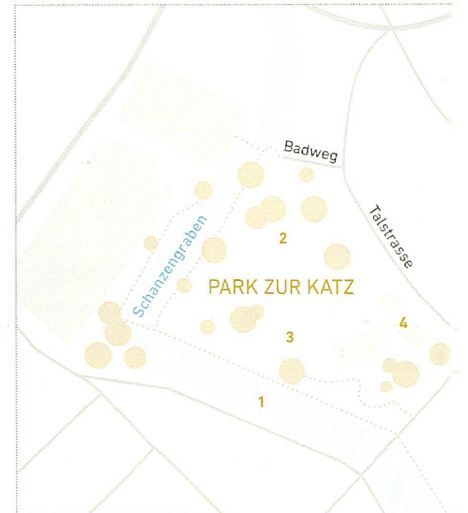 Badweg
Schanzengraben
Talstrasse
2
PARK ZUR KATZ
4
3
1